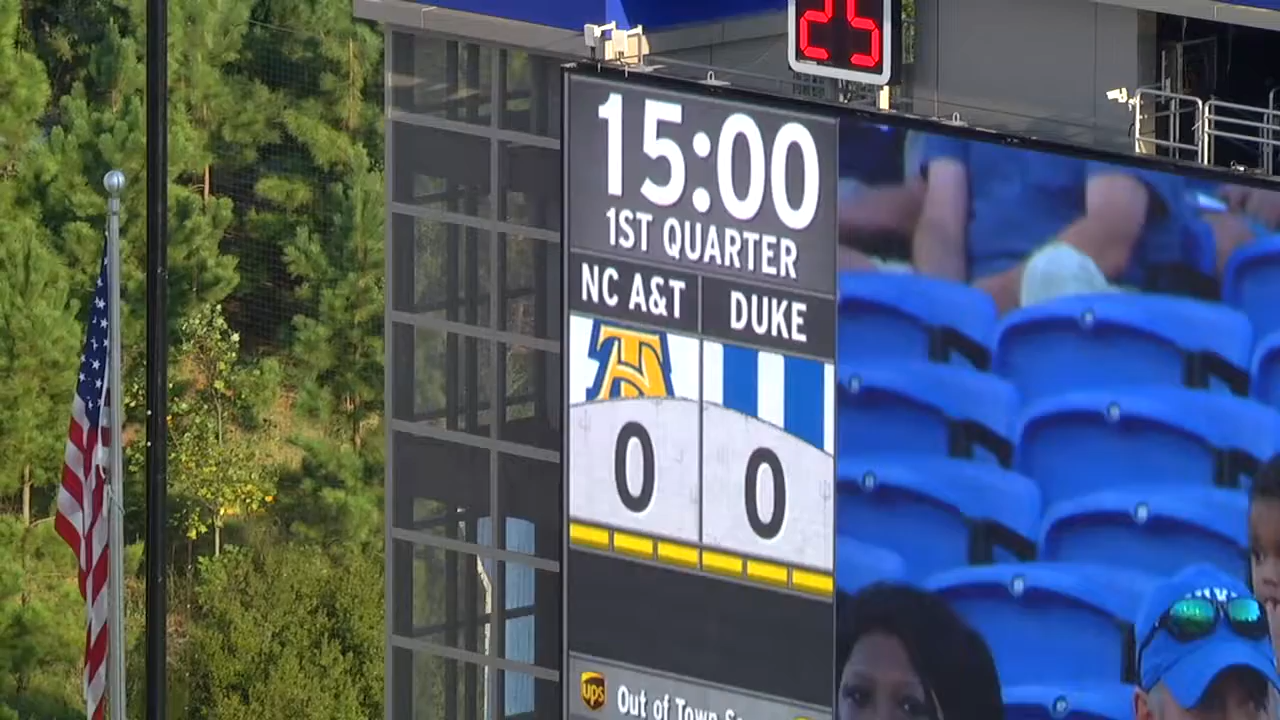 25
15:00
1ST QUARTER
NC A&T DUKE
0 0
ups Out of Town